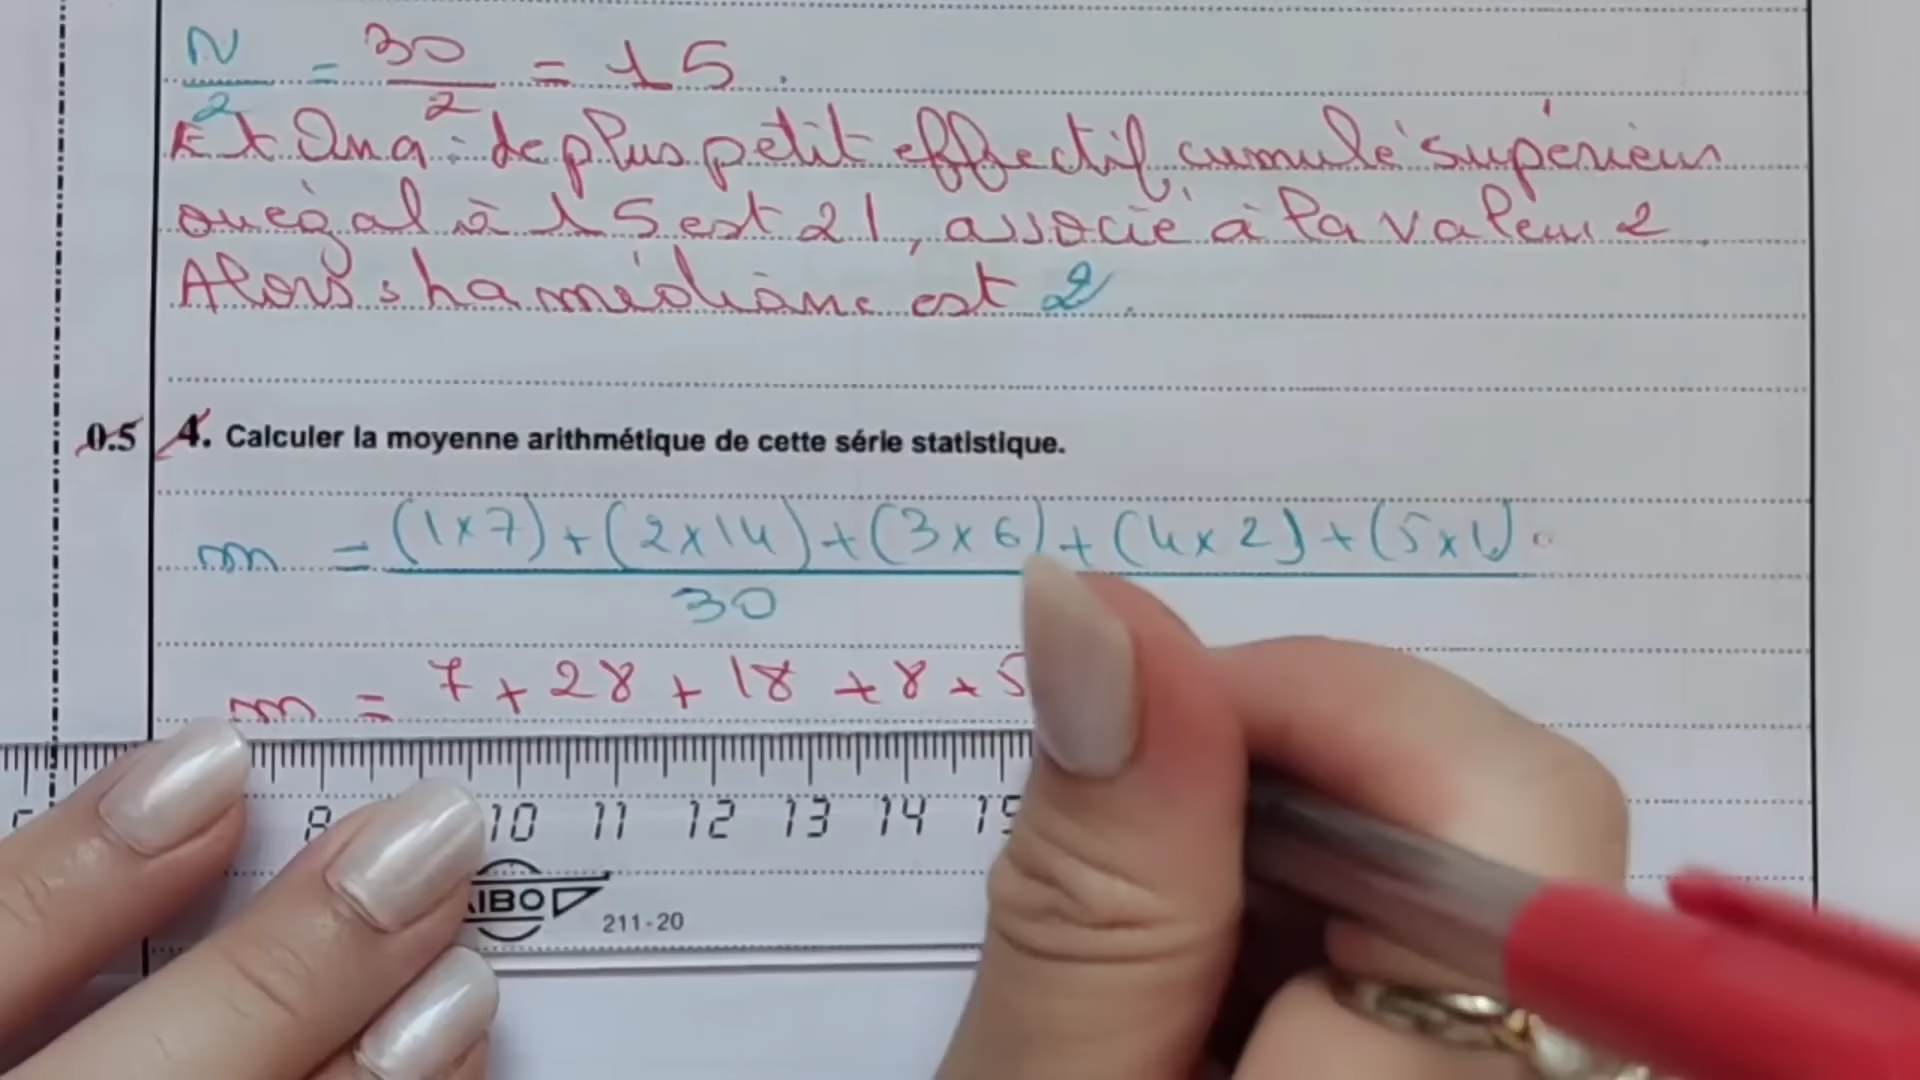 N/2 = 30/2 = 15 .
Et On a : le plus petit effectif cumulé supérieur
ou égal à 15 est 21, associé à la valeur 2
Alors : La médiane est 2.
0.5 4. Calculer la moyenne arithmétique de cette série statistique.
m = (1 x 7) + (2 x 14) + (3 x 6) + (4 x 2) + (5 x 1)
30
m = 7 + 28 + 18 + 8 + 5
8 10 11 12 13 14 15
IBO
211-20